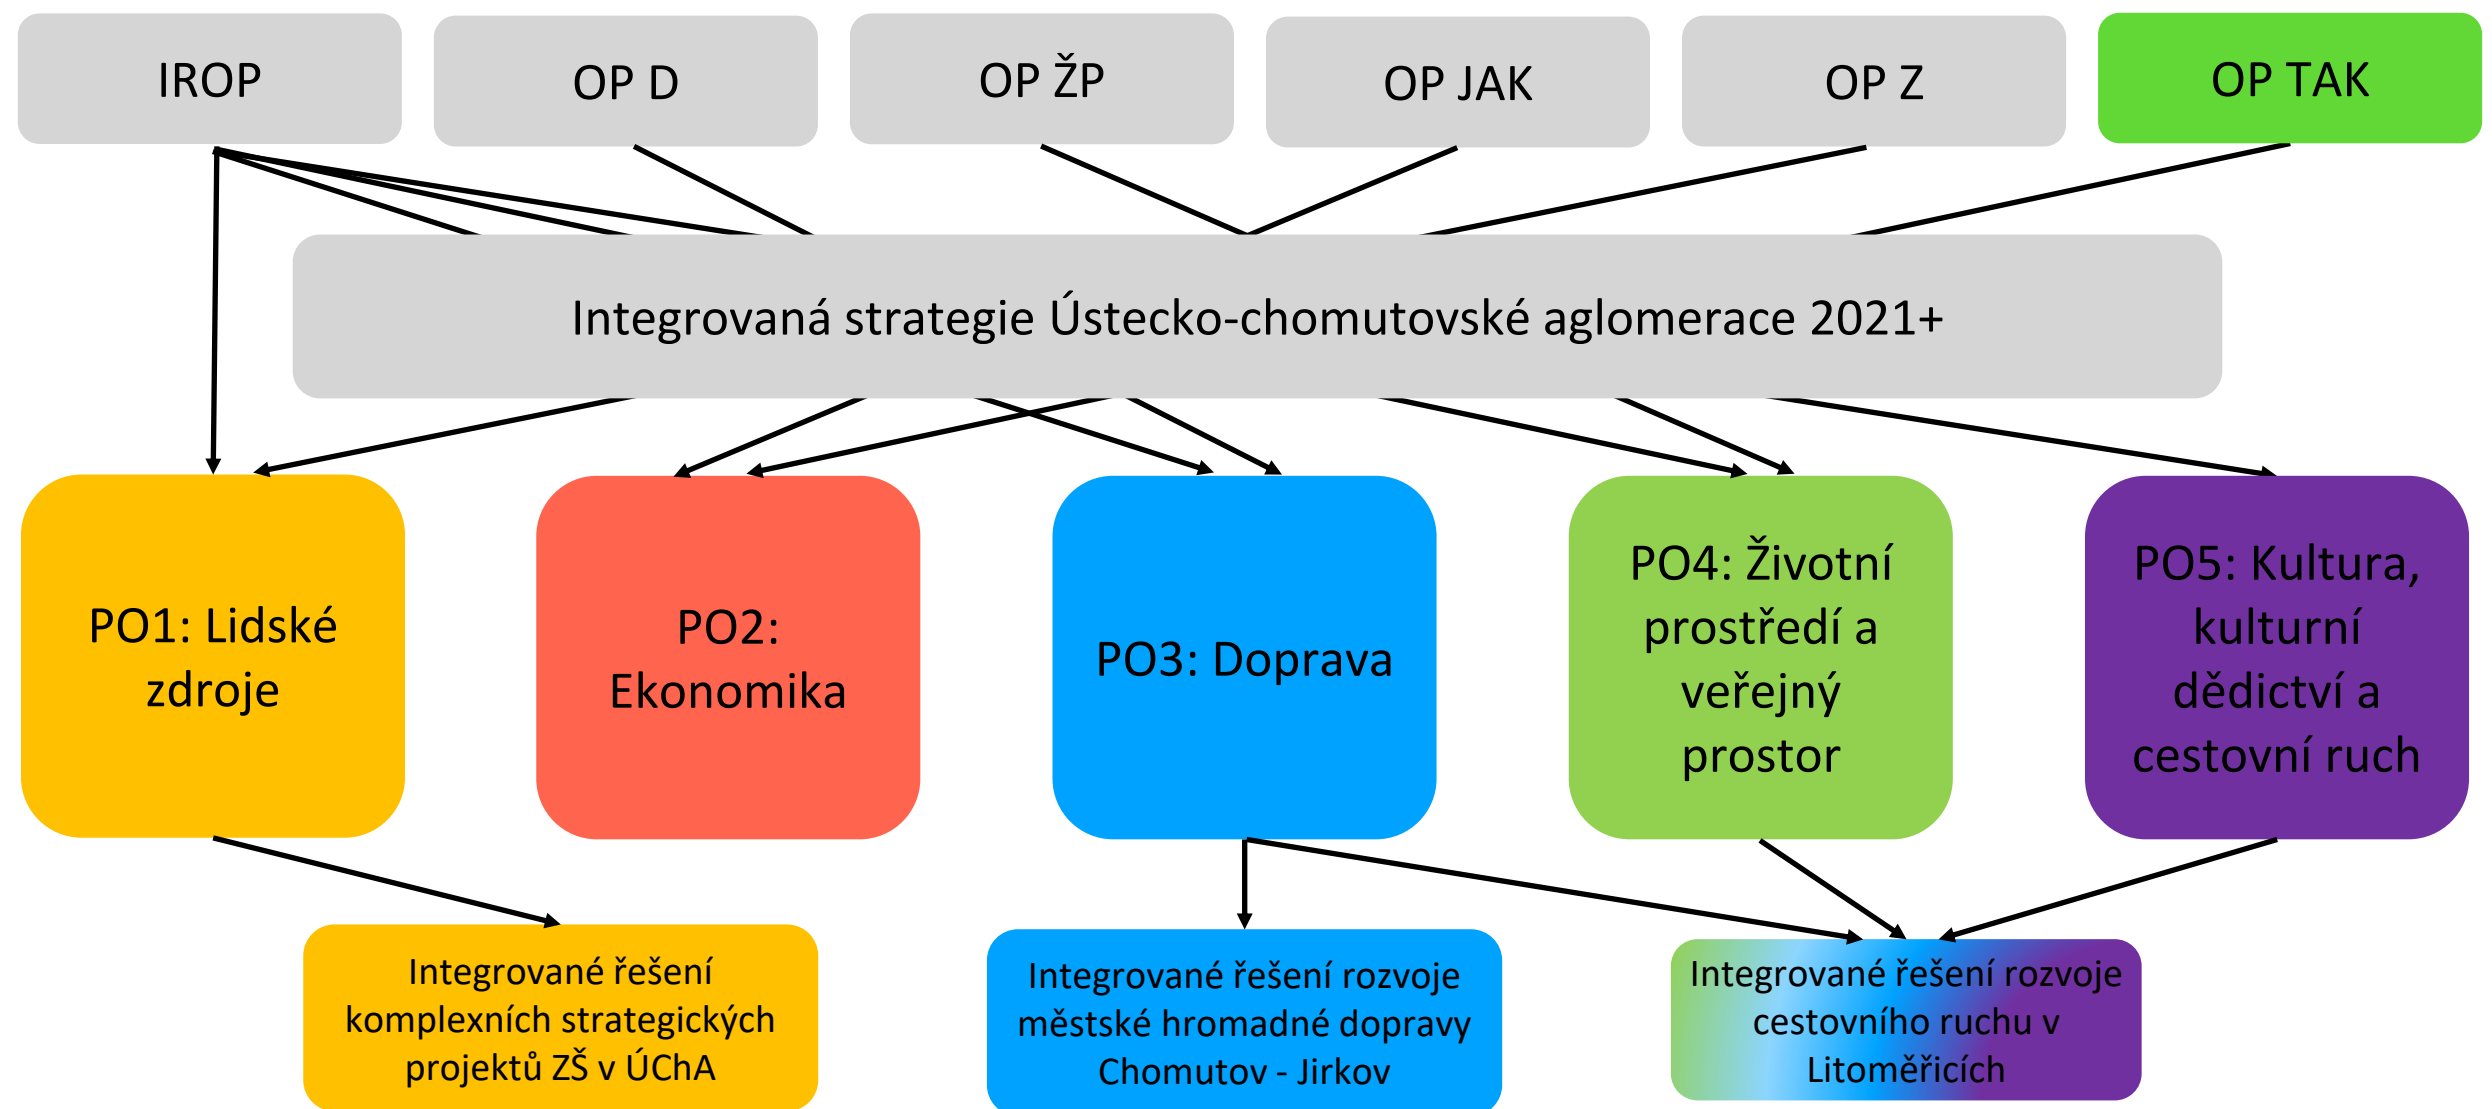 IROP
OP D
OP ŽP
OP JAK
OP Z
OP TAK
Integrovaná strategie Ústecko-chomutovské aglomerace 2021+
PO1: Lidské
zdroje
PO2:
Ekonomika
PO3: Doprava
PO4: Životní
prostředí a
veřejný
prostor
PO5: Kultura,
kulturní
dědictví a
cestovní ruch
Integrované řešení
komplexních strategických
projektů ZŠ v ÚChA
Integrované řešení rozvoje
městské hromadné dopravy
Chomutov - Jirkov
Integrované řešení rozvoje
cestovního ruchu v
Litoměřicích